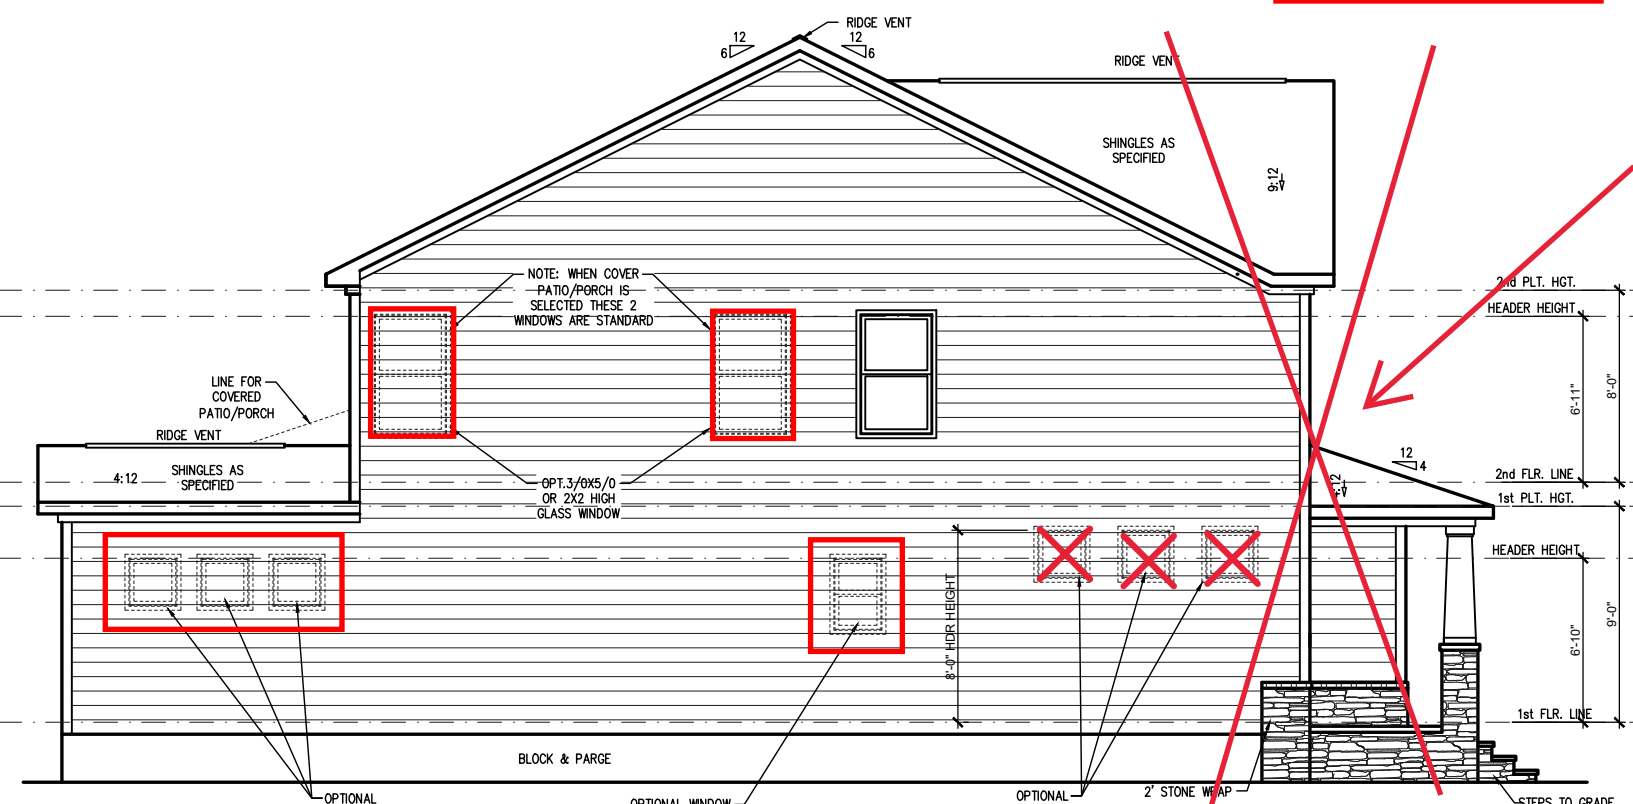 RIDGE VENT
12
6
12
6
RIDGE VENT
SHINGLES AS
SPECIFIED
9:12
NOTE: WHEN COVER
PATIO/PORCH IS
SELECTED THESE 2
WINDOWS ARE STANDARD
2nd PLT. HGT.
HEADER HEIGHT
6'-11"
8'-0"
LINE FOR
COVERED
PATIO/PORCH
RIDGE VENT
4:12
SHINGLES AS
SPECIFIED
OPT.3/0X5/0
OR 2X2 HIGH
GLASS WINDOW
12
4
2nd FLR. LINE
1st PLT. HGT.
HEADER HEIGHT
8'-0" HDR HEIGHT
6'-10"
9'-0"
1st FLR. LINE
BLOCK & PARGE
OPTIONAL
OPTIONAL WINDOW
OPTIONAL
2' STONE WRAP
STEPS TO GRADE